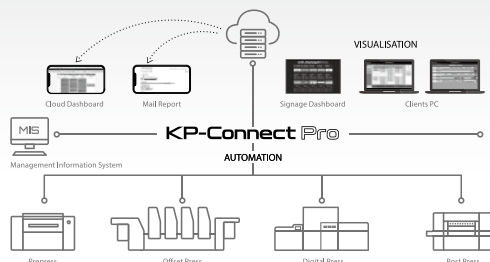 VISUALISATION
Cloud Dashboard
Mail Report
Signage Dashboard
Clients PC
MIS
KP-Connect Pro
Management Information System
AUTOMATION
Prepress
Offset Press
Digital Press
Post Press